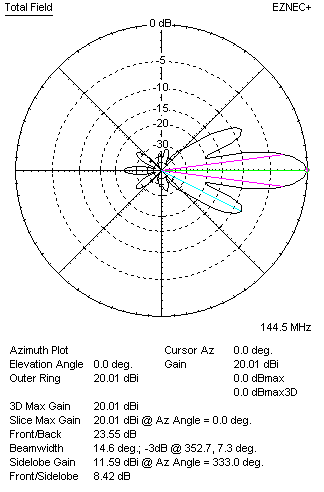 Total Field EZNEC+
0 dB
-5
-10
-15
-20
-30
144.5 MHz
Azimuth Plot Cursor Az 0.0 deg.
Elevation Angle 0.0 deg. Gain 20.01 dBi
Outer Ring 20.01 dBi 0.0 dBmax
0.0 dBmax3D
3D Max Gain 20.01 dBi
Slice Max Gain 20.01 dBi @ Az Angle = 0.0 deg.
Front/Back 23.55 dB
Beamwidth 14.6 deg.; -3dB @ 352.7, 7.3 deg.
Sidelobe Gain 11.59 dBi @ Az Angle = 333.0 deg.
Front/Sidelobe 8.42 dB